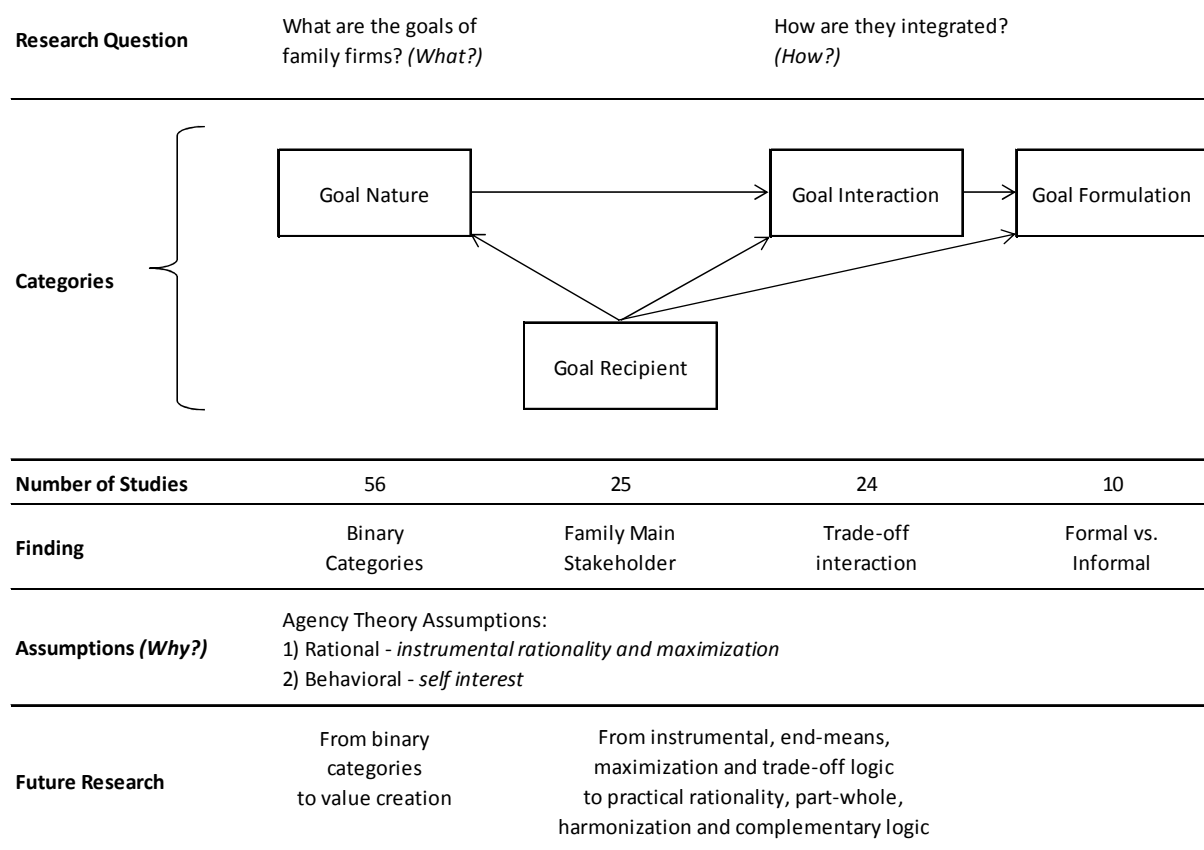 Research Question
What are the goals of
family firms? (What?)
How are they integrated?
(How?)
Categories
Goal Nature
Goal Interaction
Goal Formulation
Goal Recipient
Number of Studies
56
25
24
10
Finding
Binary
Categories
Family Main
Stakeholder
Trade-off
interaction
Formal vs.
Informal
Assumptions (Why?)
Agency Theory Assumptions:
1) Rational - instrumental rationality and maximization
2) Behavioral - self interest
Future Research
From binary
categories
to value creation
From instrumental, end-means,
maximization and trade-off logic
to practical rationality, part-whole,
harmonization and complementary logic